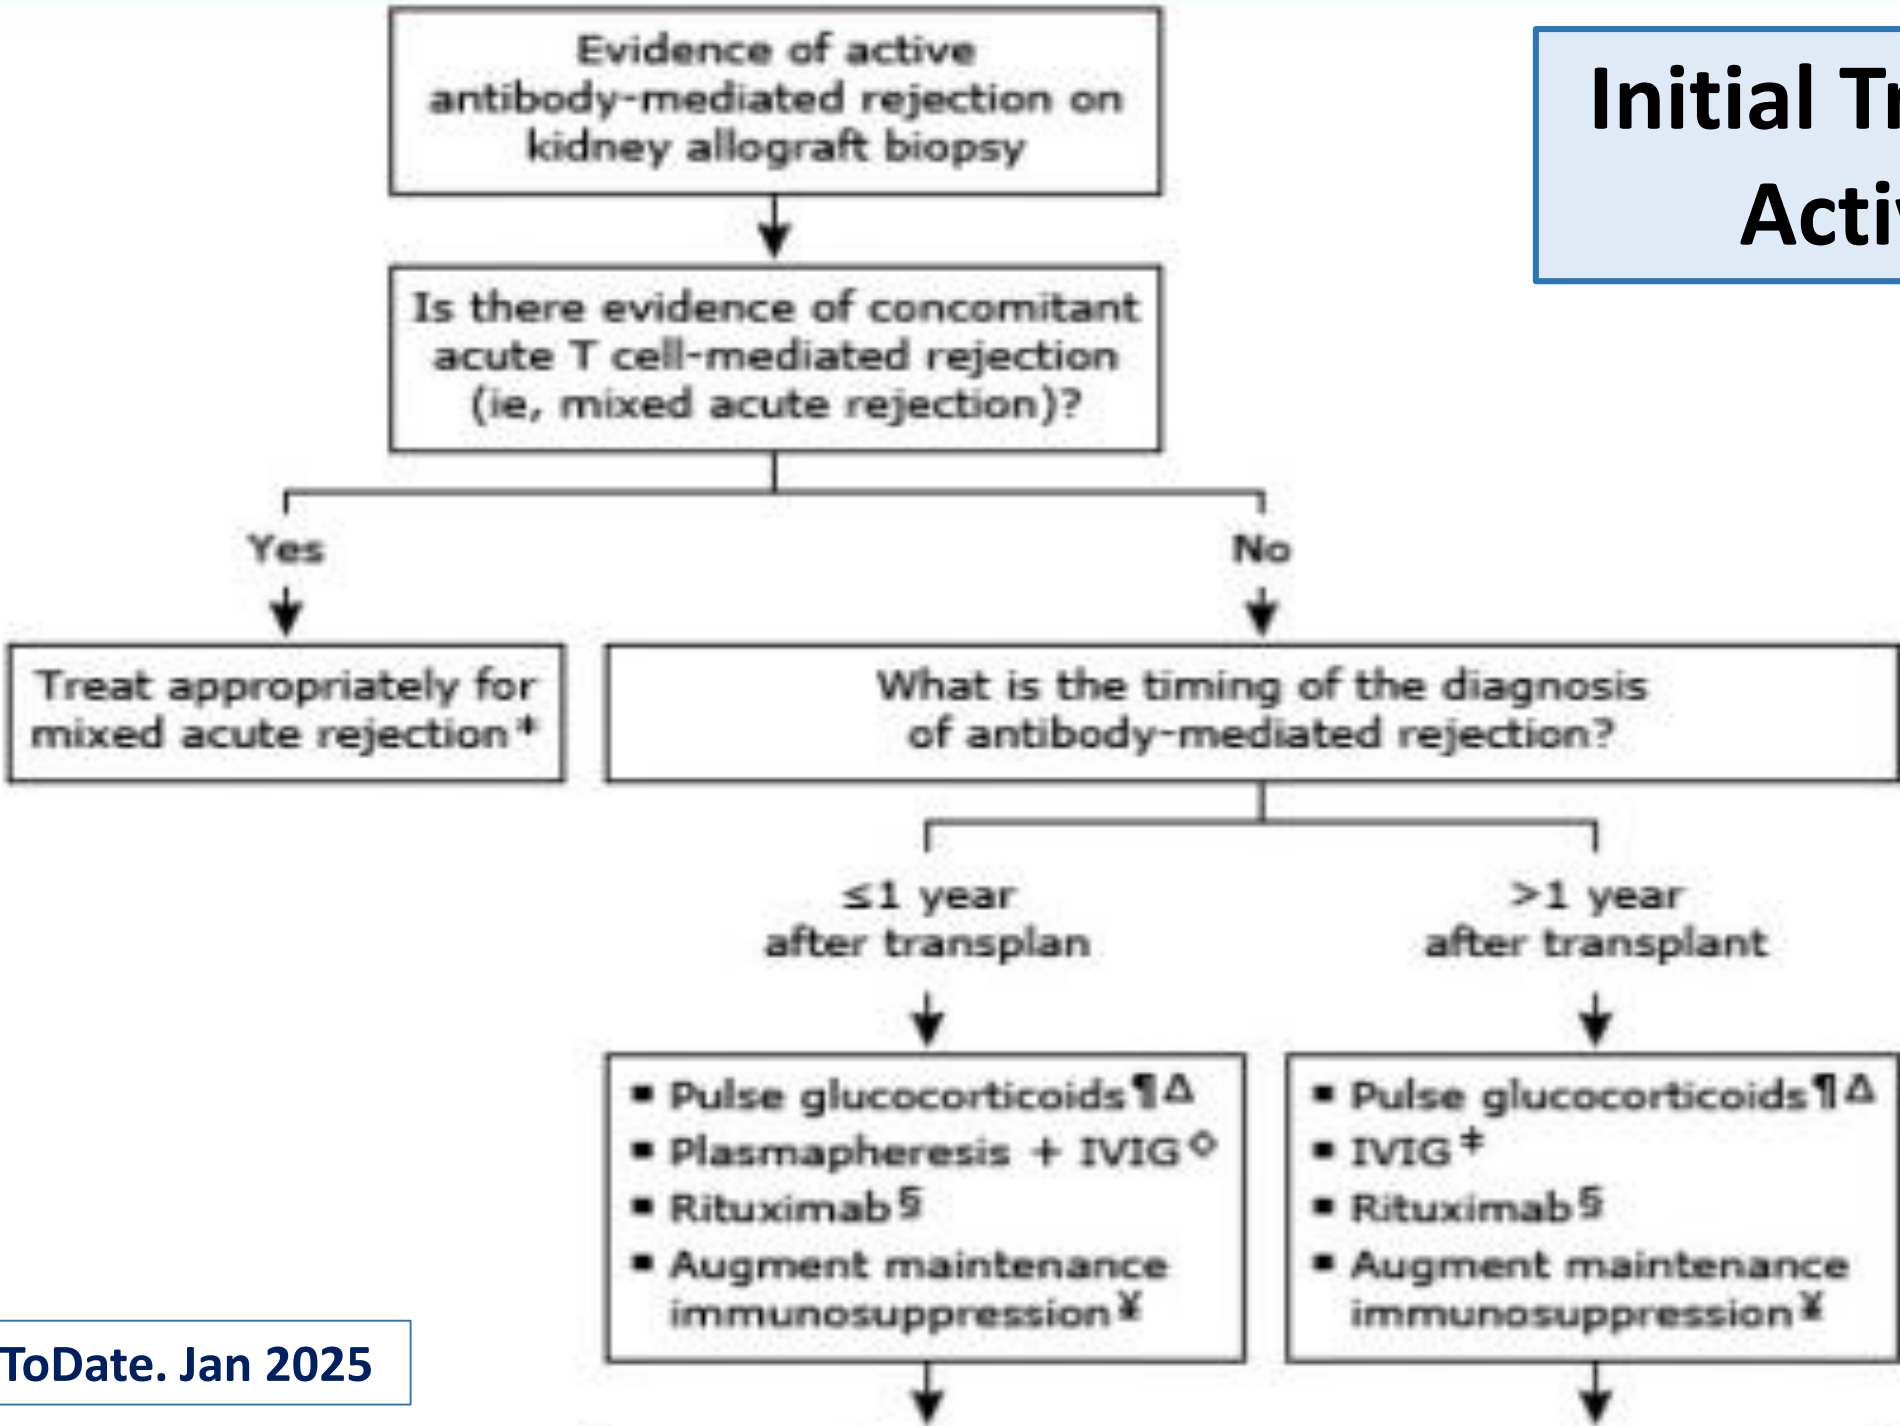 Evidence of active
antibody-mediated rejection on
kidney allograft biopsy
Initial Tr
Activ
Is there evidence of concomitant
acute T cell-mediated rejection
(ie, mixed acute rejection)?
Yes
No
Treat appropriately for
mixed acute rejection*
What is the timing of the diagnosis
of antibody-mediated rejection?
≤1 year
after transplan
>1 year
after transplant
▪ Pulse glucocorticoids¶Δ
▪ Plasmapheresis + IVIG◇
▪ Rituximab§
▪ Augment maintenance
immunosuppression¥
▪ Pulse glucocorticoids¶Δ
▪ IVIG‡
▪ Rituximab§
▪ Augment maintenance
immunosuppression¥
ToDate. Jan 2025